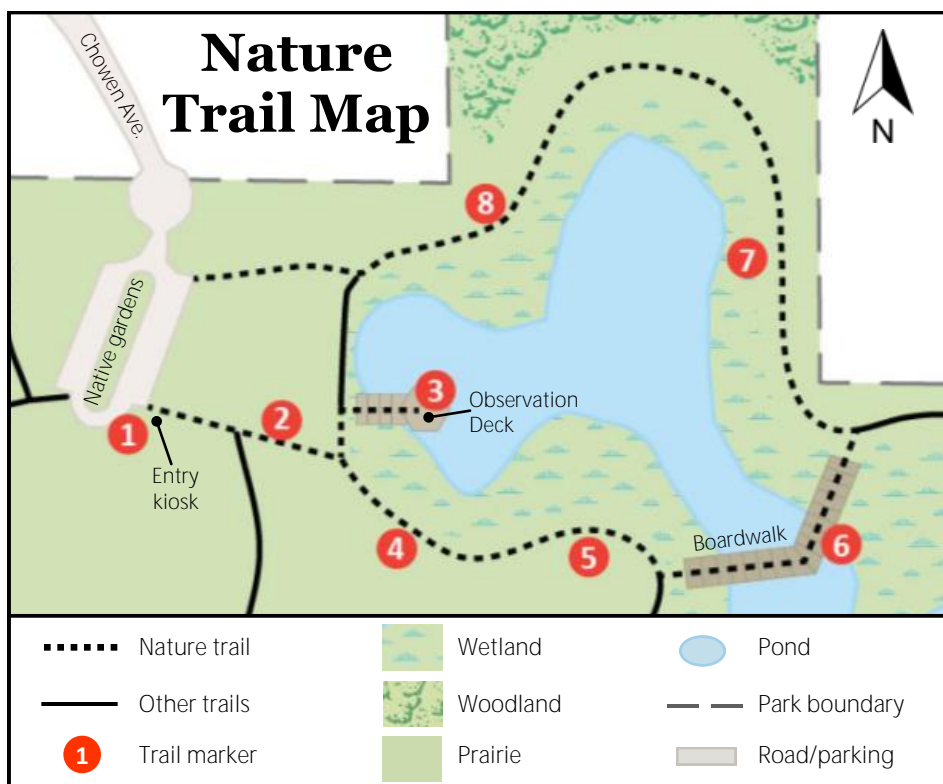 Nature
Trail Map
Chowen Ave.
N
8
7
Native gardens
3
Observation
Deck
1
2
Entry
kiosk
4
5
Boardwalk
6
Nature trail
Wetland
Pond
Other trails
Woodland
Park boundary
1
Trail marker
Prairie
Road/parking